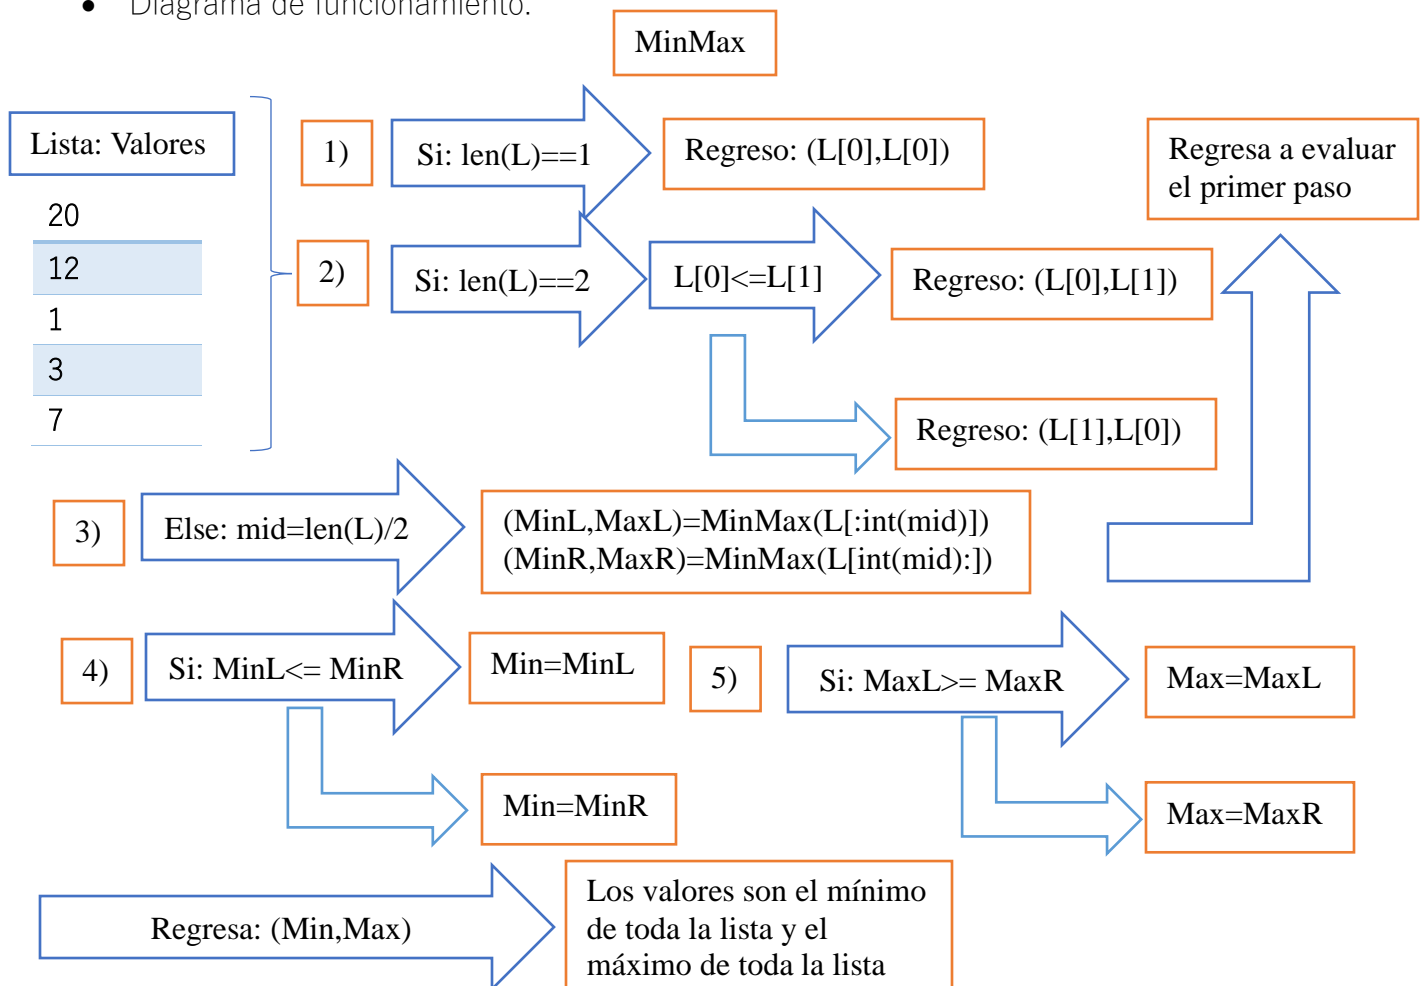 • Diagrama de funcionamiento.
MinMax
Lista: Valores
20
12
1
3
7
1)
Si: len(L)==1
Regreso: (L[0],L[0])
Regresa a evaluar
el primer paso
2)
Si: len(L)==2
L[0]<=L[1]
Regreso: (L[0],L[1])
Regreso: (L[1],L[0])
3)
Else: mid=len(L)/2
(MinL,MaxL)=MinMax(L[:int(mid)])
(MinR,MaxR)=MinMax(L[int(mid):])
4)
Si: MinL<= MinR
Min=MinL
Min=MinR
5)
Si: MaxL>= MaxR
Max=MaxL
Max=MaxR
Regresa: (Min,Max)
Los valores son el mínimo
de toda la lista y el
máximo de toda la lista